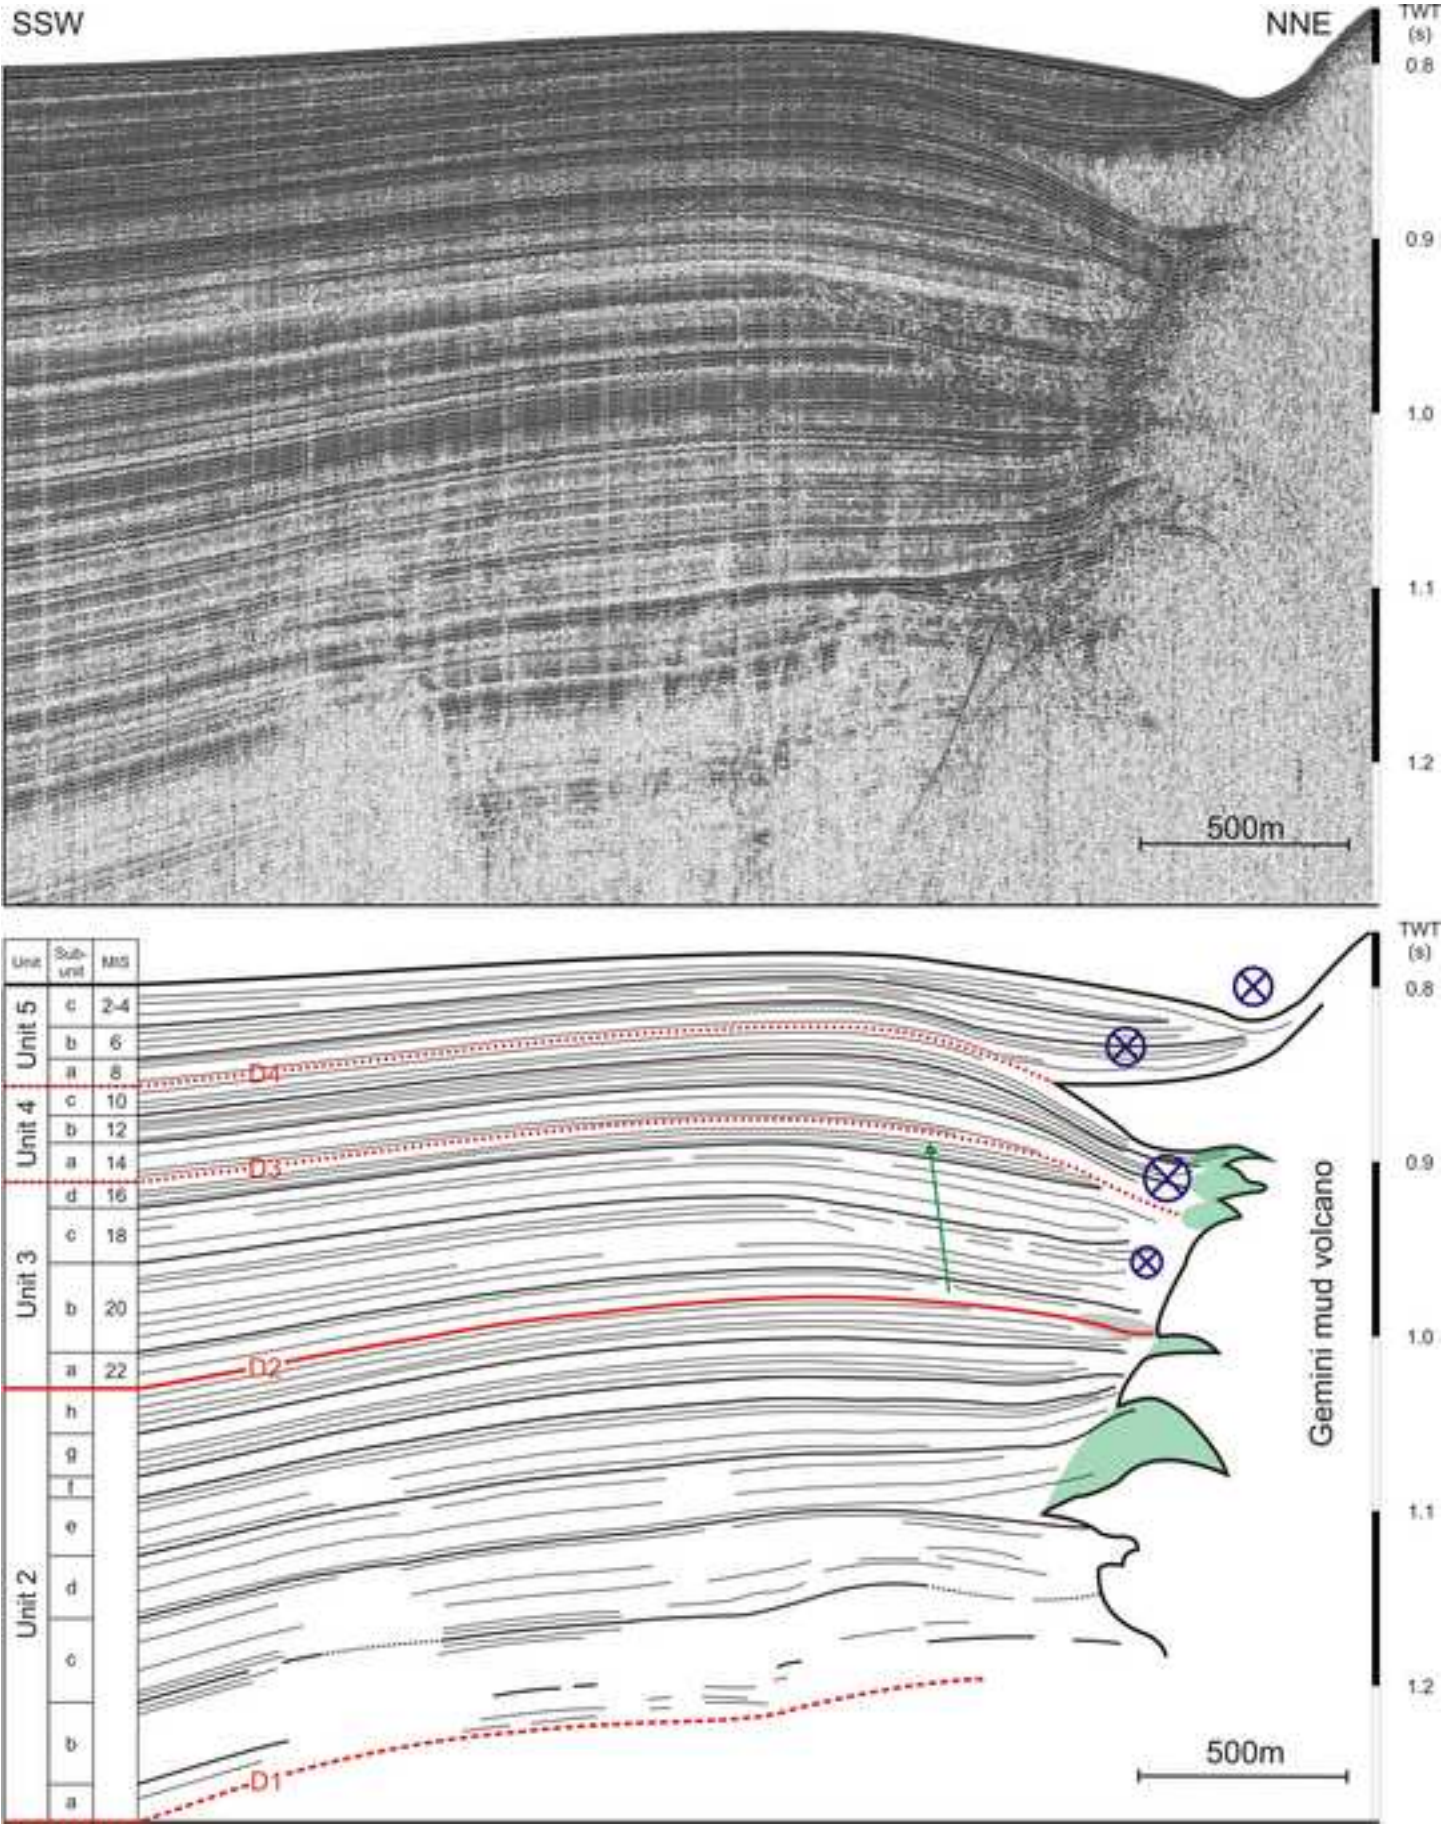 SSW
NNE
TWT
(s)
0.8
0.9
1.0
1.1
1.2
500m
Unit
Sub-
unit
MIS
TWT
(s)
Unit 5
c
2-4
b
6
a
8
D4
Unit 4
c
10
b
12
a
14
D3
Unit 3
d
16
c
18
b
20
a
22
D2
Unit 2
h
g
f
e
d
c
b
a
D1
0.8
0.9
1.0
1.1
1.2
Gemini mud volcano
500m